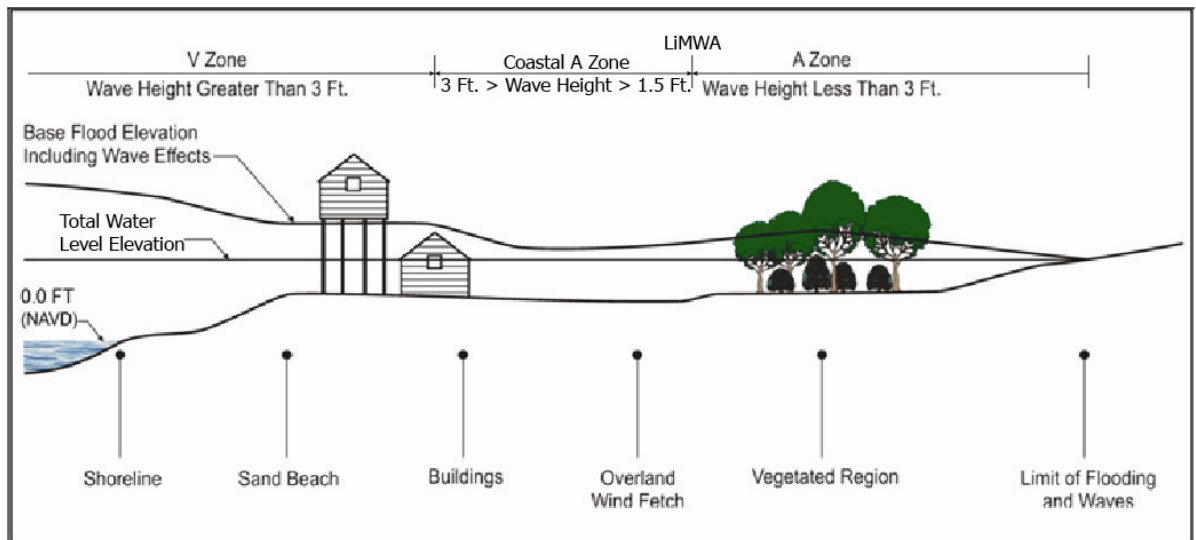 LiMWA
V Zone
Coastal A Zone
A Zone
Wave Height Greater Than 3 Ft.
3 Ft. > Wave Height > 1.5 Ft.
Wave Height Less Than 3 Ft.
Base Flood Elevation
Including Wave Effects
Total Water
Level Elevation
0.0 FT
(NAVD)
Shoreline
Sand Beach
Buildings
Overland
Wind Fetch
Vegetated Region
Limit of Flooding
and Waves